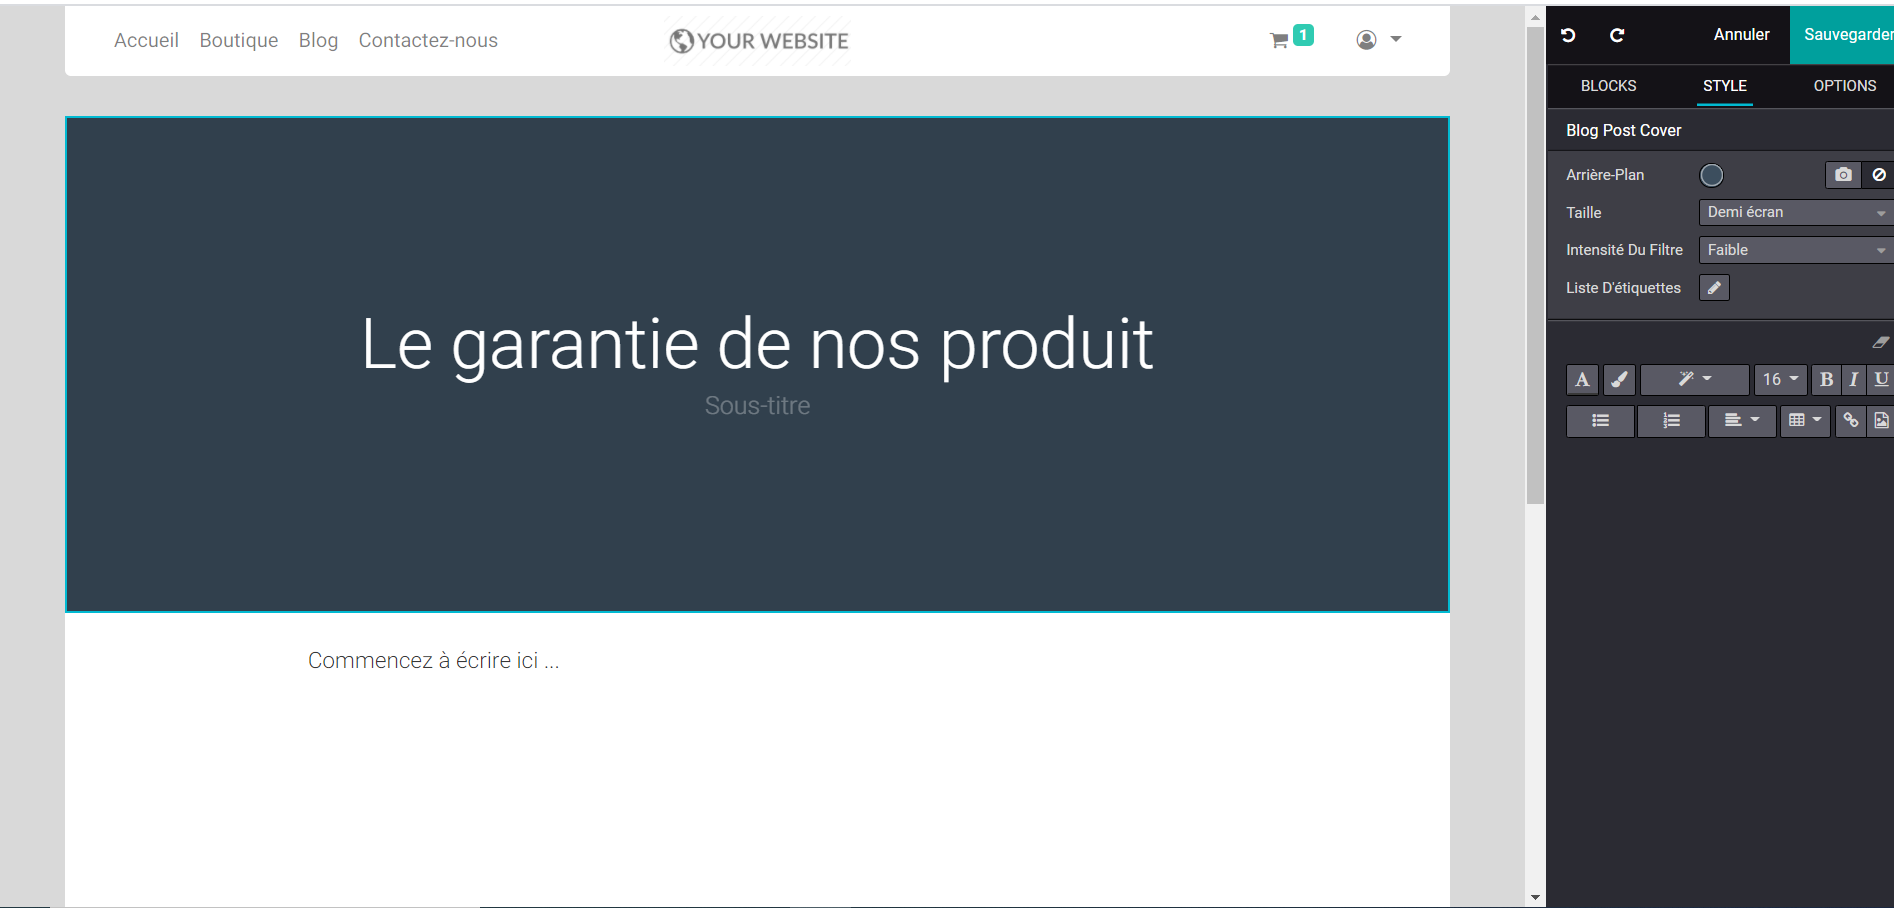 Accueil Boutique Blog Contactez-nous YOUR WEBSITE 1
Annuler Sauvegarder
BLOCKS STYLE OPTIONS
Blog Post Cover
Arrière-Plan
Taille Demi écran
Intensité Du Filtre Faible
Liste D'étiquettes
A 16 B I U
Le garantie de nos produit
Sous-titre
Commencez à écrire ici ...